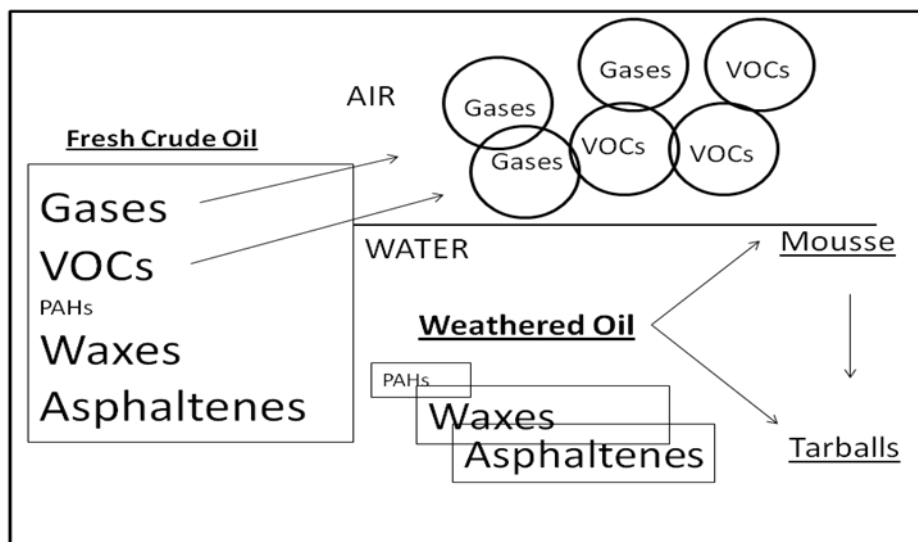 Fresh Crude Oil
Gases
VOCs
PAHs
Waxes
Asphaltenes
AIR
Gases
Gases
VOCs
Gases
VOCs
VOCs
WATER
Weathered Oil
PAHs
Waxes
Asphaltenes
Mousse
Tarballs